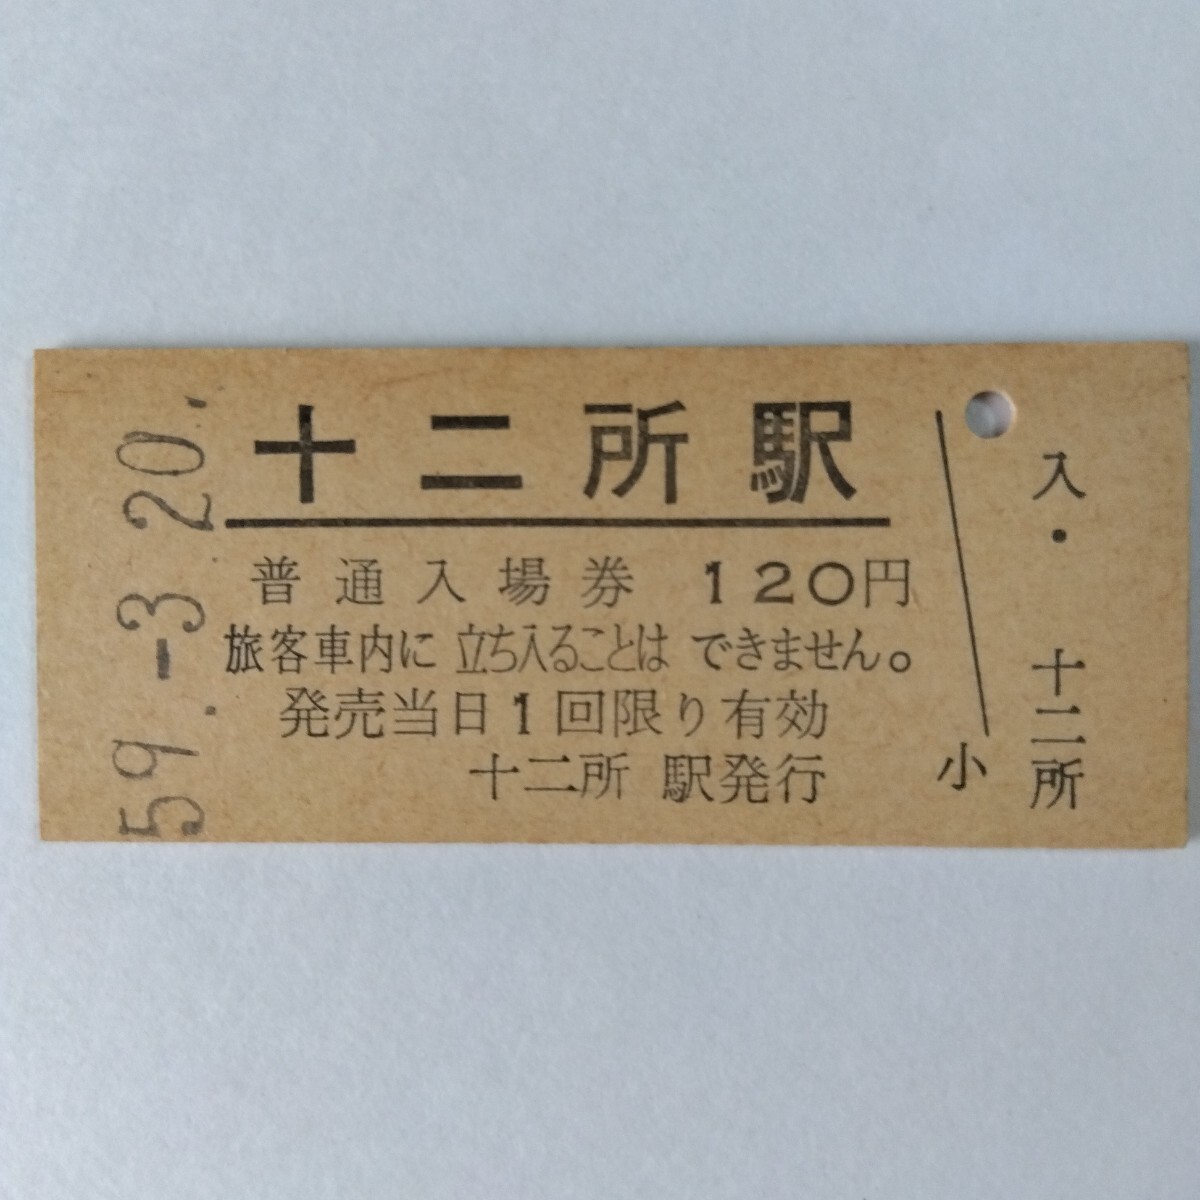 十二所駅
普通入場券 120円
旅客車内に立ち入ることはできません。
発売当日1回限り有効
十二所 駅発行
59.-3.20.
小
入・十二所